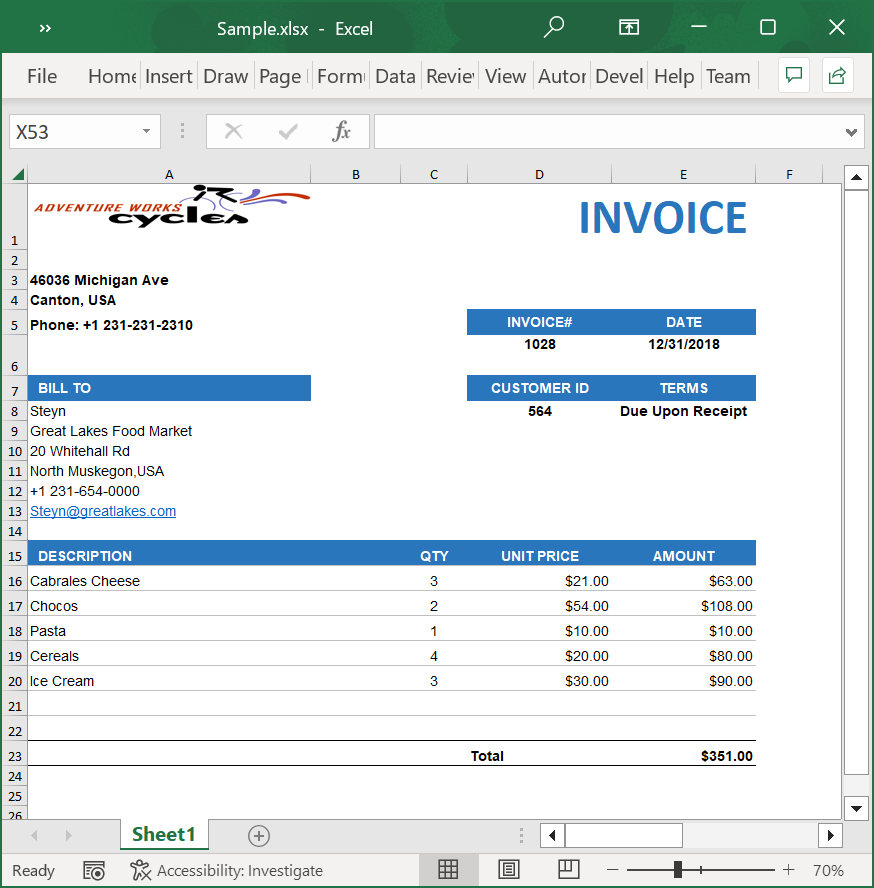 Sample.xlsx - Excel
File Home Insert Draw Page Formu Data Review View Autor Devel Help Team
X53 fx
A B C D E F
ADVENTURE WORKS
cycles
INVOICE
1
2
3 46036 Michigan Ave
4 Canton, USA
5 Phone: +1 231-231-2310 INVOICE# DATE
1028 12/31/2018
6
7 BILL TO CUSTOMER ID TERMS
8 Steyn 564 Due Upon Receipt
9 Great Lakes Food Market
10 20 Whitehall Rd
11 North Muskegon,USA
12 +1 231-654-0000
13 Steyn@greatlakes.com
14
15 DESCRIPTION QTY UNIT PRICE AMOUNT
16 Cabrales Cheese 3 $21.00 $63.00
17 Chocos 2 $54.00 $108.00
18 Pasta 1 $10.00 $10.00
19 Cereals 4 $20.00 $80.00
20 Ice Cream 3 $30.00 $90.00
21
22
23 Total $351.00
24
25
26
Sheet1
Ready Accessibility: Investigate 70%